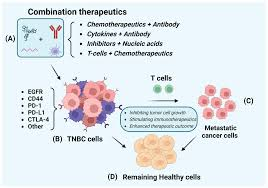 Combination therapeutics
(A)
• Chemotherapeutics + Antibody
• Cytokines + Antibody
• Inhibitors + Nucleic acids
• T-cells + Chemotherapeutics
• EGFR
• CD44
• PD-1
• PD-L1
• CTLA-4
• Other
(B) TNBC cells
T cells
• Inhibiting tumor cell growth
• Stimulating immunotherapy
• Enhanced therapeutic outcome
(C)
Metastatic
cancer cells
(D) Remaining Healthy cells